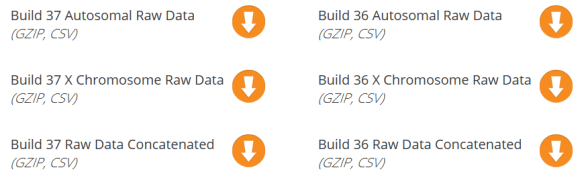 Build 37 Autosomal Raw Data
(GZIP, CSV)
Build 36 Autosomal Raw Data
(GZIP, CSV)
Build 37 X Chromosome Raw Data
(GZIP, CSV)
Build 36 X Chromosome Raw Data
(GZIP, CSV)
Build 37 Raw Data Concatenated
(GZIP, CSV)
Build 36 Raw Data Concatenated
(GZIP, CSV)